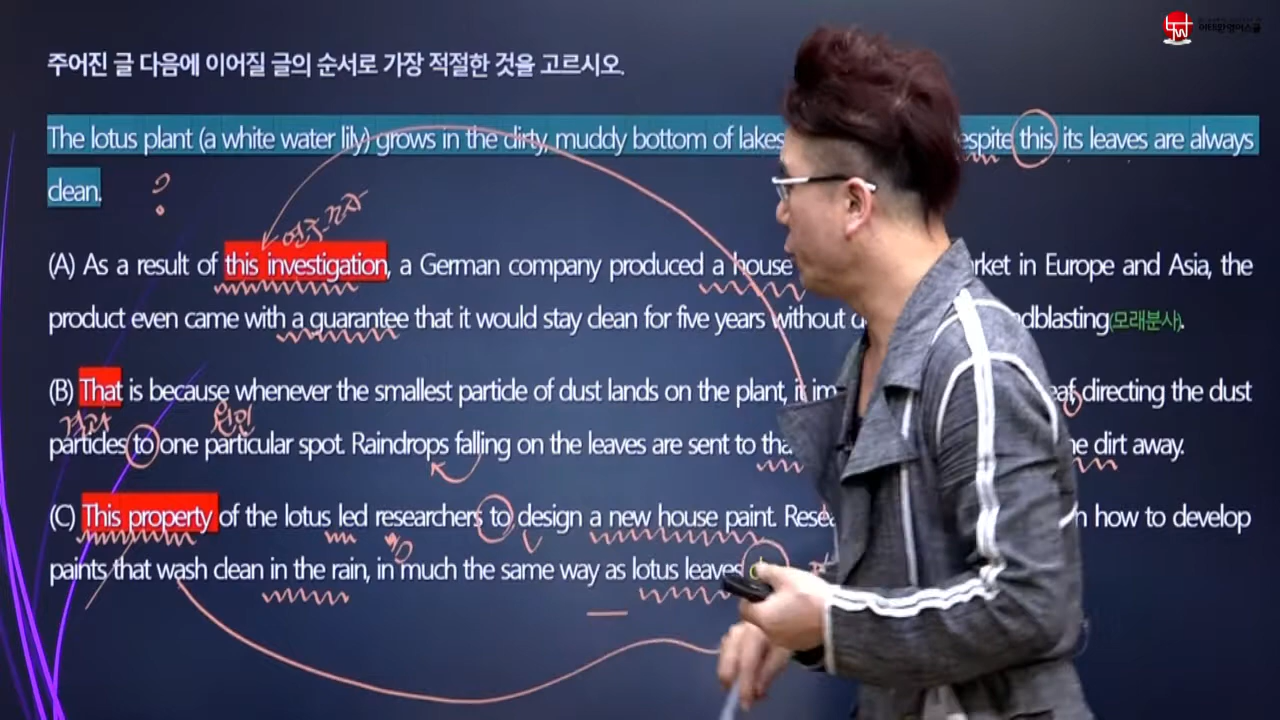 이태환영어스쿨
주어진 글 다음에 이어질 글의 순서로 가장 적절한 것을 고르시오.
The lotus plant (a white water lily) grows in the dirty, muddy bottom of lakes espite this its leaves are always
clean.
?
연구·조사
(A) As a result of this investigation, a German company produced a house rket in Europe and Asia, the
product even came with a guarantee that it would stay clean for five years without d ndblasting(모래분사).
(B) That is because whenever the smallest particle of dust lands on the plant, it im eaf, directing the dust
결과 원인
particles to one particular spot. Raindrops falling on the leaves are sent to tha e dirt away.
(C) This property of the lotus led researchers to design a new house paint. Resea n how to develop
paints that wash clean in the rain, in much the same way as lotus leaves d